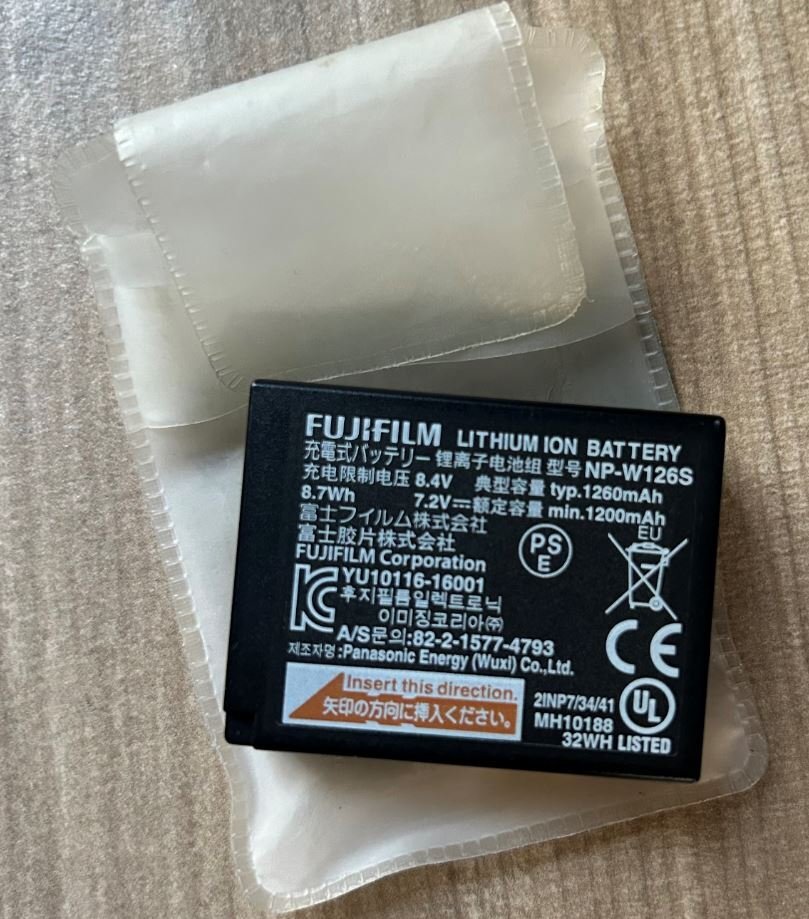 FUJIFILM LITHIUM ION BATTERY
充電式バッテリー 锂离子电池组 型号 NP-W126S
充电限制电压 8.4V 典型容量 typ.1260mAh
8.7Wh 7.2V⎓额定容量 min.1200mAh
富士フイルム株式会社
富士胶片株式会社
FUJIFILM Corporation
PS
E
EU
YU10116-16001
후지필름일렉트로닉
이미징코리아㈜
A/S문의:82-2-1577-4793
제조자명:Panasonic Energy (Wuxi) Co.,Ltd.
CE
Insert this direction.
矢印の方向に挿入ください。
2INP7/34/41
MH10188
UL
32WH LISTED